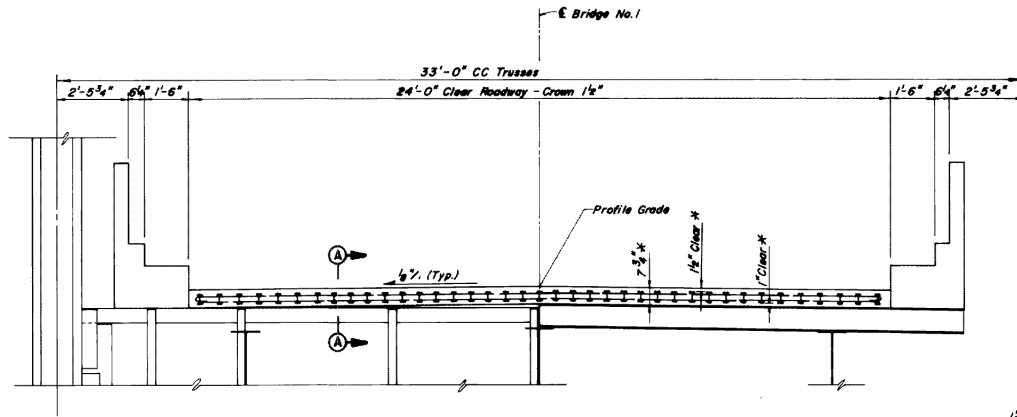 ℄ Bridge No.1
33'-0" CC Trusses
2'-5¾" 6¼" 1'-6" 24'-0" Clear Roadway - Crown 1½" 1'-6" 6¼" 2'-5¾"
Profile Grade
7¾" *
1½" Clear *
1" Clear *
A
⅛"/. (Typ.)
A